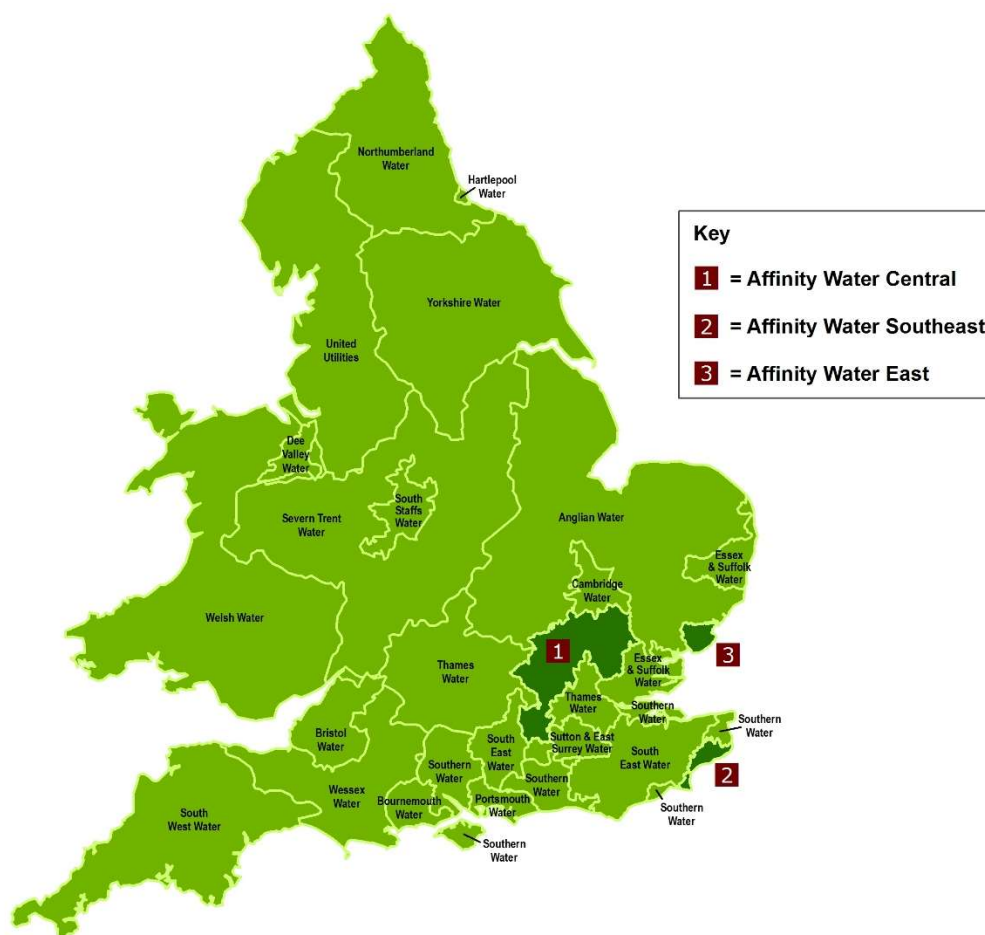 Northumberland
Water
Hartlepool
Water
Key
1 = Affinity Water Central
2 = Affinity Water Southeast
3 = Affinity Water East
Yorkshire Water
United
Utilities
Dee
Valley
Water
South
Staffs
Water
Severn Trent
Water
Anglian Water
Essex
& Suffolk
Water
Cambridge
Water
Welsh Water
1
3
Essex
& Suffolk
Water
Thames
Water
Thames
Water
Southern
Water
Southern
Water
Bristol
Water
South
East
Water
Sutton & East
Surrey Water
South
East Water
2
Southern
Water
Southern
Water
Wessex
Water
Bournemouth
Water
Portsmouth
Water
Southern
Water
South
West Water
Southern
Water